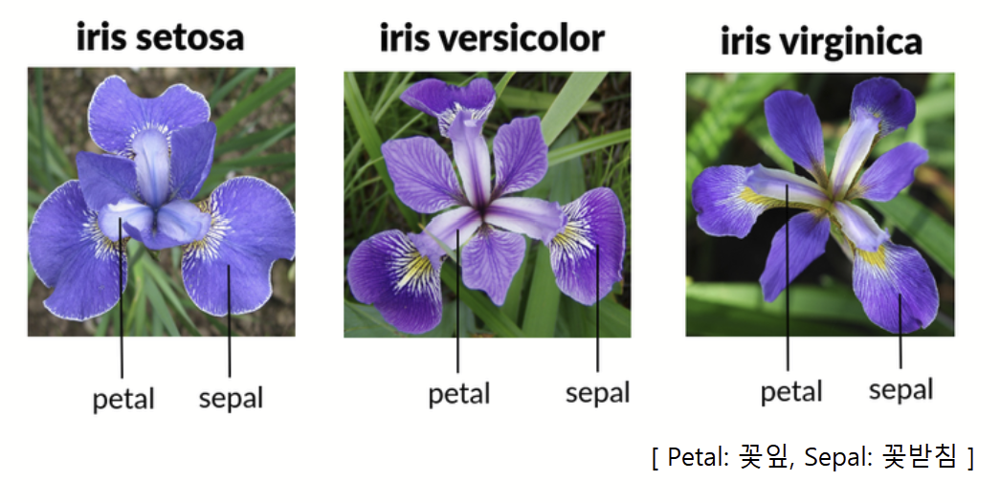 iris setosa iris versicolor iris virginica
petal sepal petal sepal petal sepal
[ Petal: 꽃잎, Sepal: 꽃받침 ]